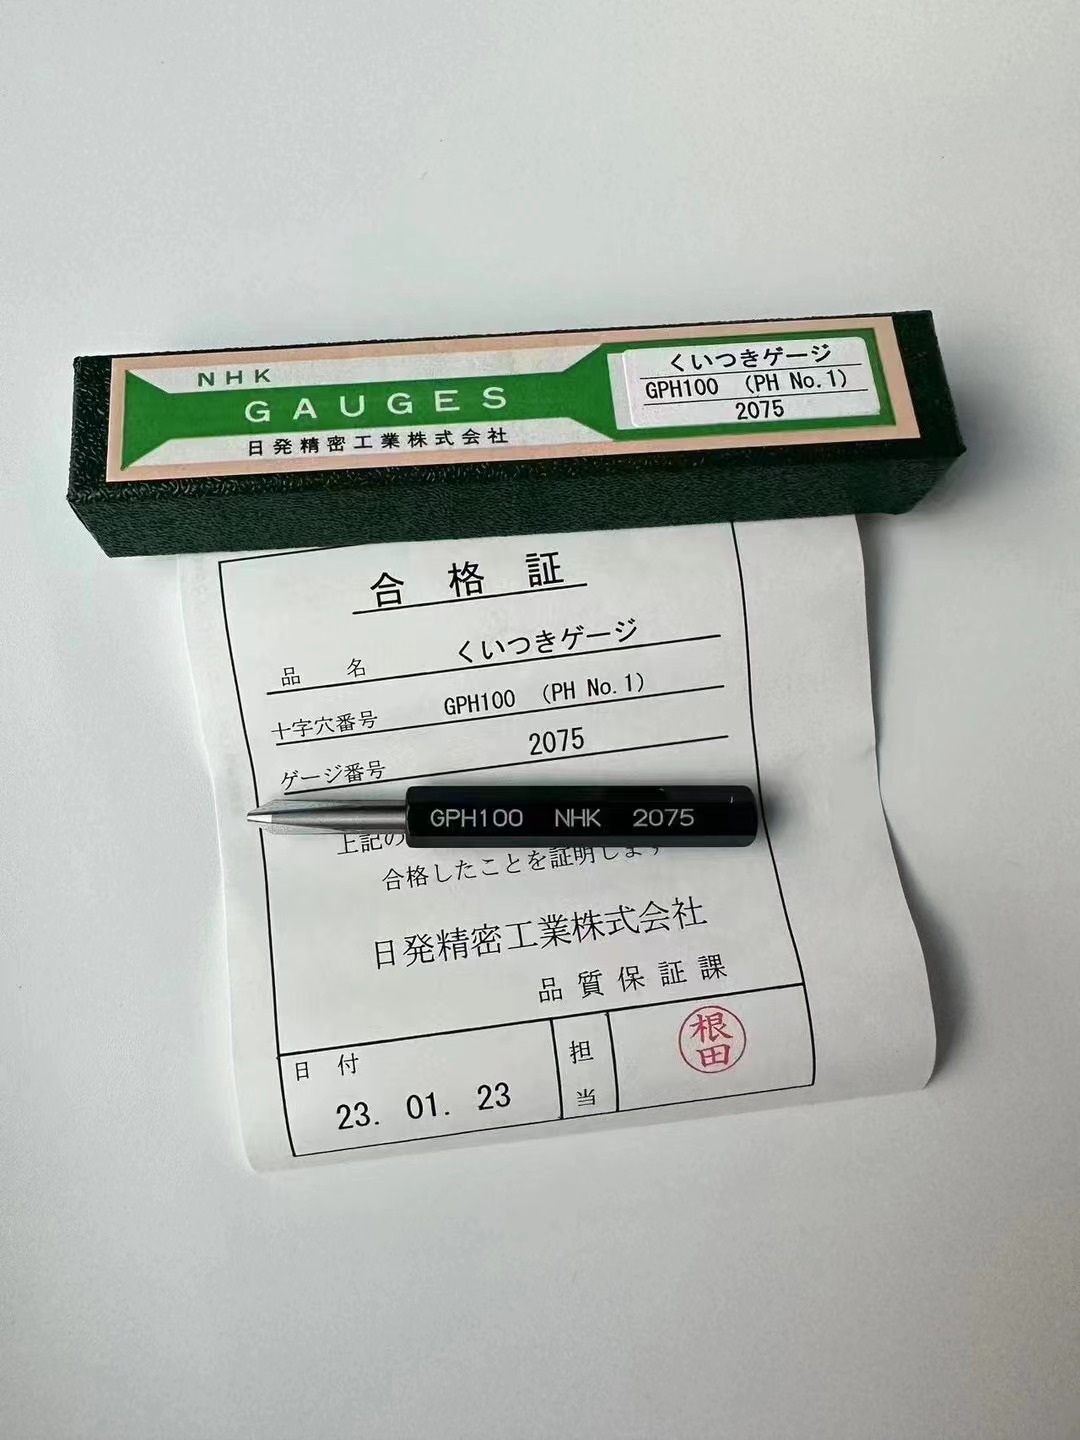 NHK
GAUGES
日発精密工業株式会社
くいつきゲージ
GPH100 (PH No.1)
2075
合格証
品名 くいつきゲージ
十字穴番号 GPH100 (PH No.1)
ゲージ番号 2075
GPH100 NHK 2075
上記の
合格したことを証明します
日発精密工業株式会社
品質保証課
日付
23. 01. 23
担当
根田